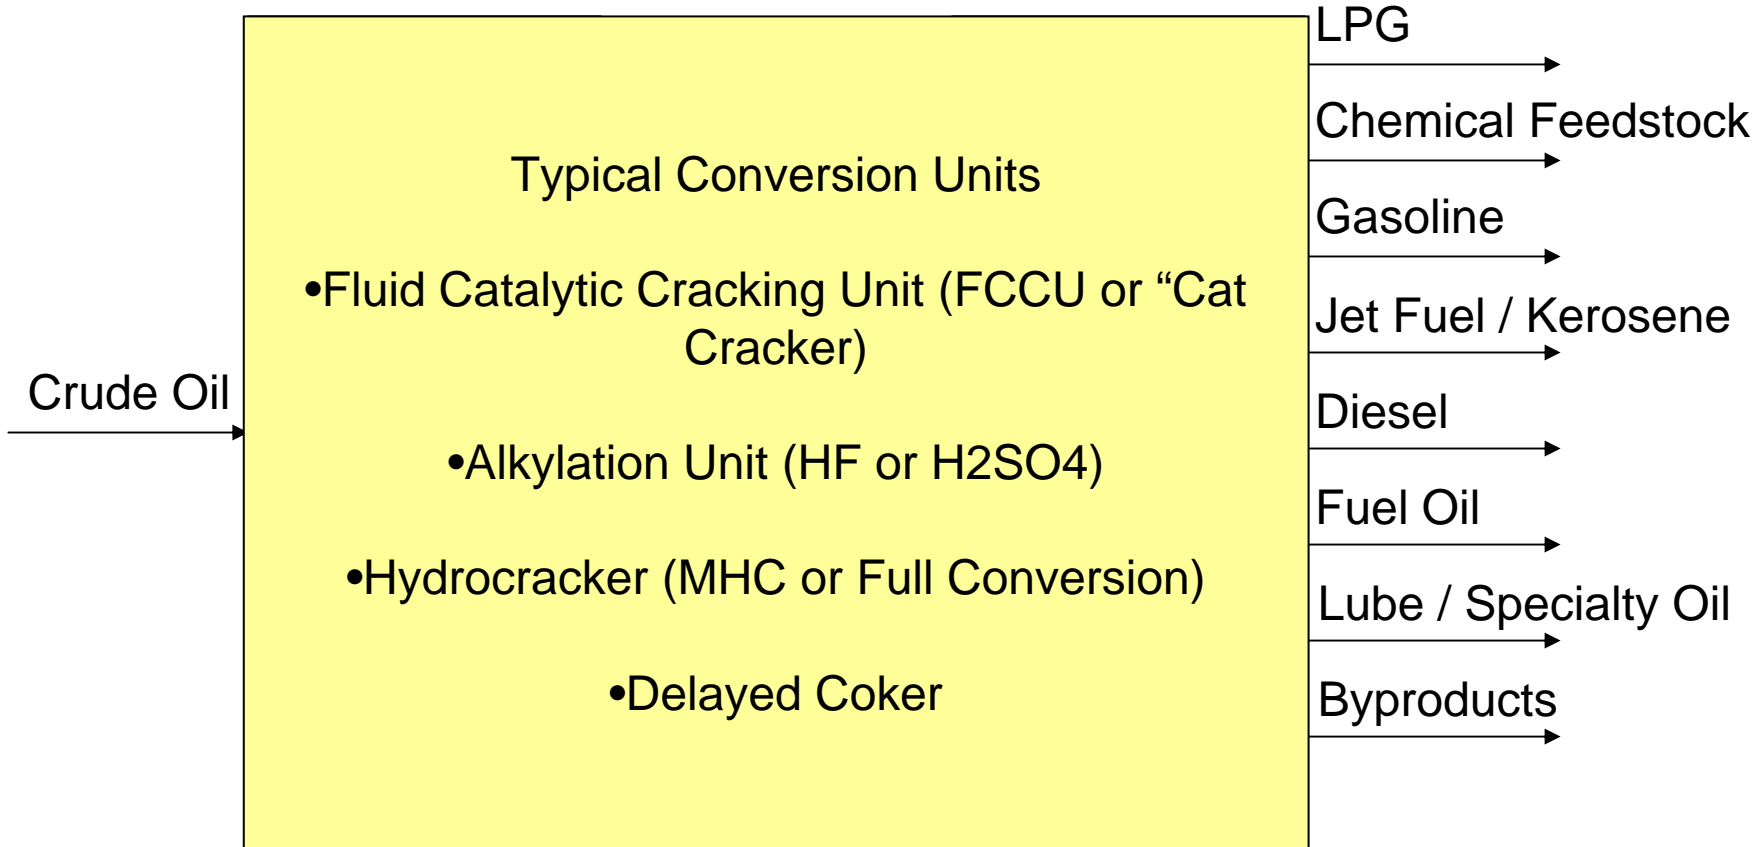 Crude Oil
Typical Conversion Units
•Fluid Catalytic Cracking Unit (FCCU or “Cat
Cracker)
•Alkylation Unit (HF or H2SO4)
•Hydrocracker (MHC or Full Conversion)
•Delayed Coker
LPG
Chemical Feedstock
Gasoline
Jet Fuel / Kerosene
Diesel
Fuel Oil
Lube / Specialty Oil
Byproducts